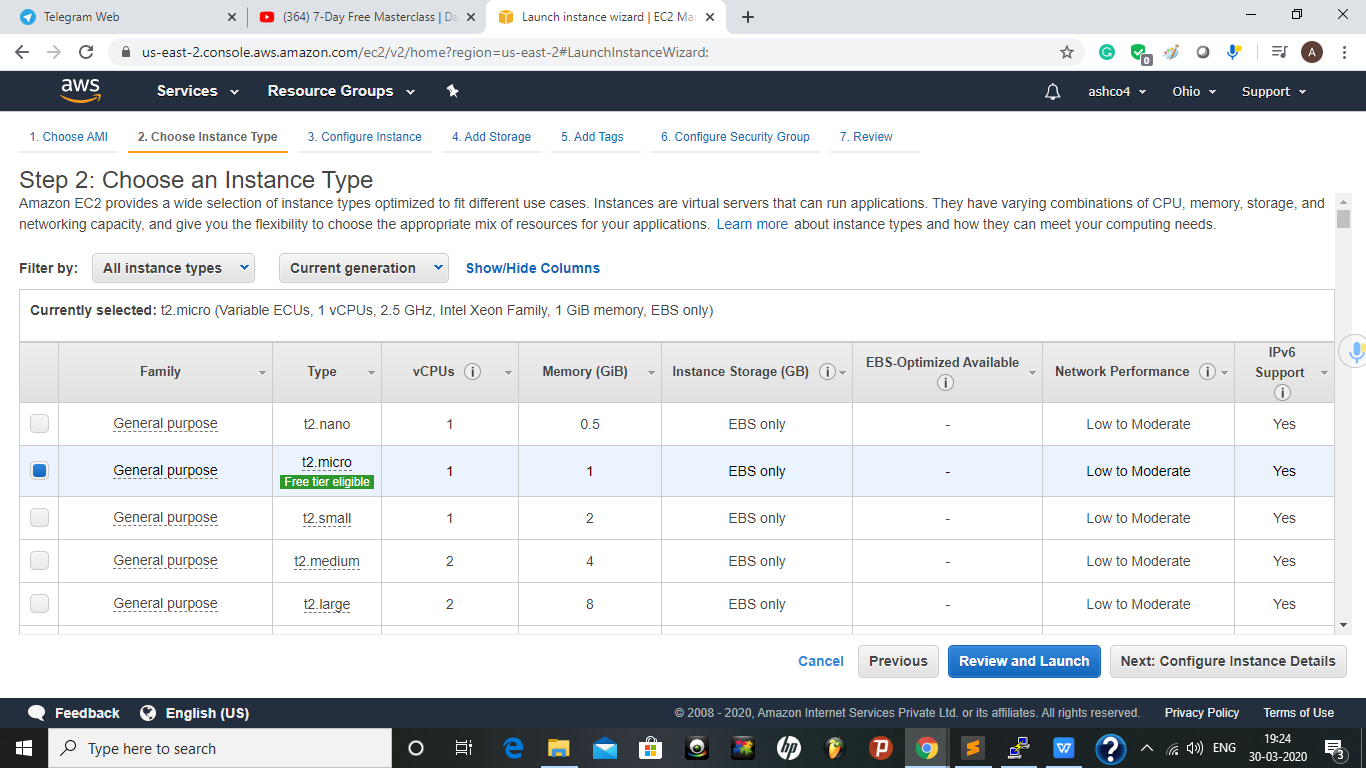 Telegram Web
(364) 7-Day Free Masterclass | Da
Launch instance wizard | EC2 Ma
us-east-2.console.aws.amazon.com/ec2/v2/home?region=us-east-2#LaunchInstanceWizard:
0
A
aws
Services
Resource Groups
ashco4
Ohio
Support
1. Choose AMI
2. Choose Instance Type
3. Configure Instance
4. Add Storage
5. Add Tags
6. Configure Security Group
7. Review
Step 2: Choose an Instance Type
Amazon EC2 provides a wide selection of instance types optimized to fit different use cases. Instances are virtual servers that can run applications. They have varying combinations of CPU, memory, storage, and
networking capacity, and give you the flexibility to choose the appropriate mix of resources for your applications. Learn more about instance types and how they can meet your computing needs.
Filter by: All instance types Current generation Show/Hide Columns
Currently selected: t2.micro (Variable ECUs, 1 vCPUs, 2.5 GHz, Intel Xeon Family, 1 GiB memory, EBS only)
Family
Type
vCPUs i
Memory (GiB)
Instance Storage (GB) i
EBS-Optimized Available
i
Network Performance i
IPv6
Support
i
General purpose t2.nano 1 0.5 EBS only - Low to Moderate Yes
General purpose t2.micro 1 1 EBS only - Low to Moderate Yes
Free tier eligible
General purpose t2.small 1 2 EBS only - Low to Moderate Yes
General purpose t2.medium 2 4 EBS only - Low to Moderate Yes
General purpose t2.large 2 8 EBS only - Low to Moderate Yes
Cancel
Previous
Review and Launch
Next: Configure Instance Details
Feedback
English (US)
© 2008 - 2020, Amazon Internet Services Private Ltd. or its affiliates. All rights reserved.
Privacy Policy
Terms of Use
Type here to search
hp
W
?
ENG
19:24
30-03-2020
3